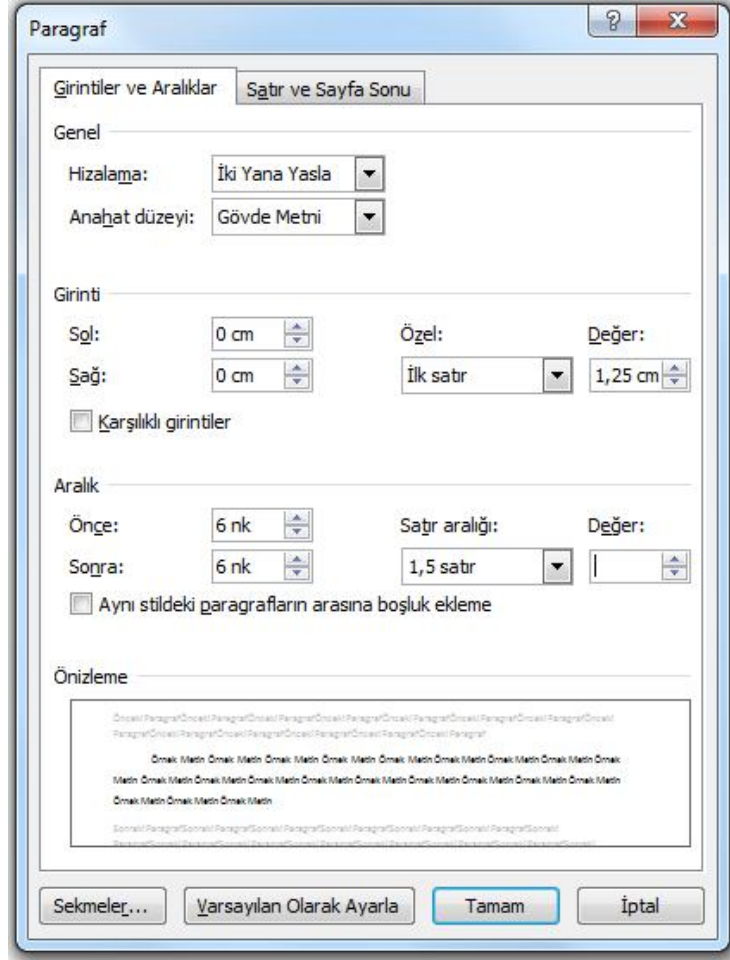 Paragraf
Girintiler ve Aralıklar Satır ve Sayfa Sonu
Genel
Hizalama: İki Yana Yasla
Anahat düzeyi: Gövde Metni
Girinti
Sol: 0 cm Özel: Değer:
Sağ: 0 cm İlk satır 1,25 cm
Karşılıklı girintiler
Aralık
Önce: 6 nk Satır aralığı: Değer:
Sonra: 6 nk 1,5 satır
Aynı stildeki paragrafların arasına boşluk ekleme
Önizleme
Örnek Metin Örnek Metin Örnek Metin Örnek Metin Örnek Metin Örnek Metin Örnek Metin Örnek
Metin Örnek Metin Örnek Metin Örnek Metin Örnek Metin Örnek Metin Örnek Metin Örnek Metin
Örnek Metin Örnek Metin Örnek Metin
Sekmeler... Varsayılan Olarak Ayarla Tamam İptal